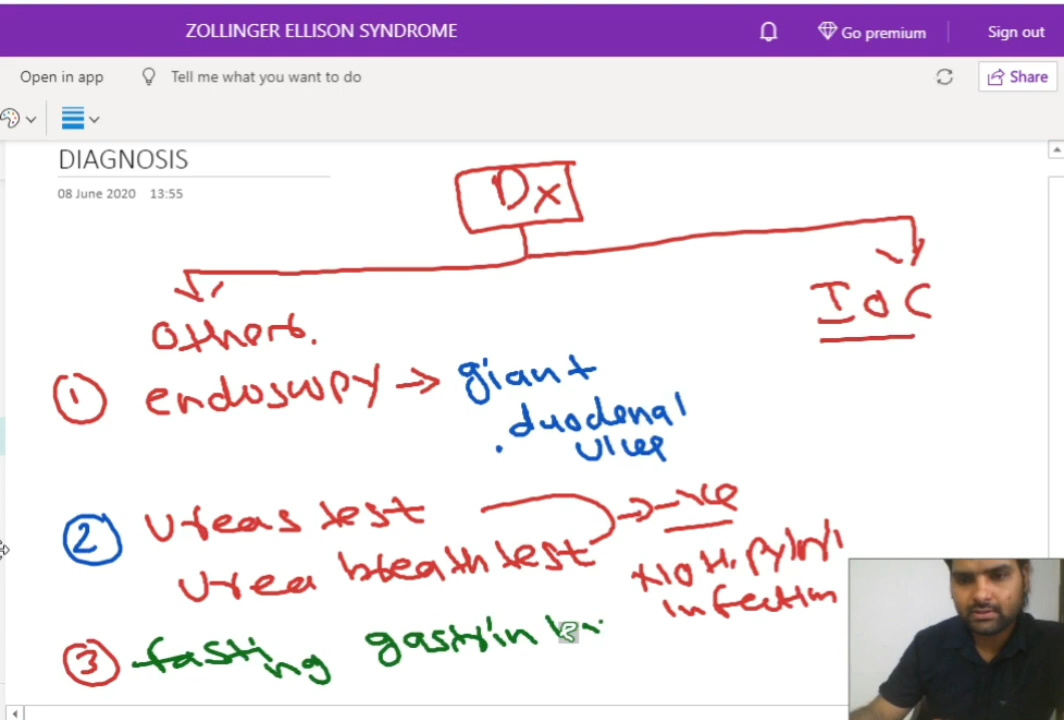 ZOLLINGER ELLISON SYNDROME
Go premium
Sign out
Open in app
Tell me what you want to do
Share
DIAGNOSIS
08 June 2020 13:55
Dx
Others.
IOC
① endoscopy → giant
duodenal
ulcer
② Ureas test → -ve
Urea breath test
H. pylori
infection
③ fasting gastrin